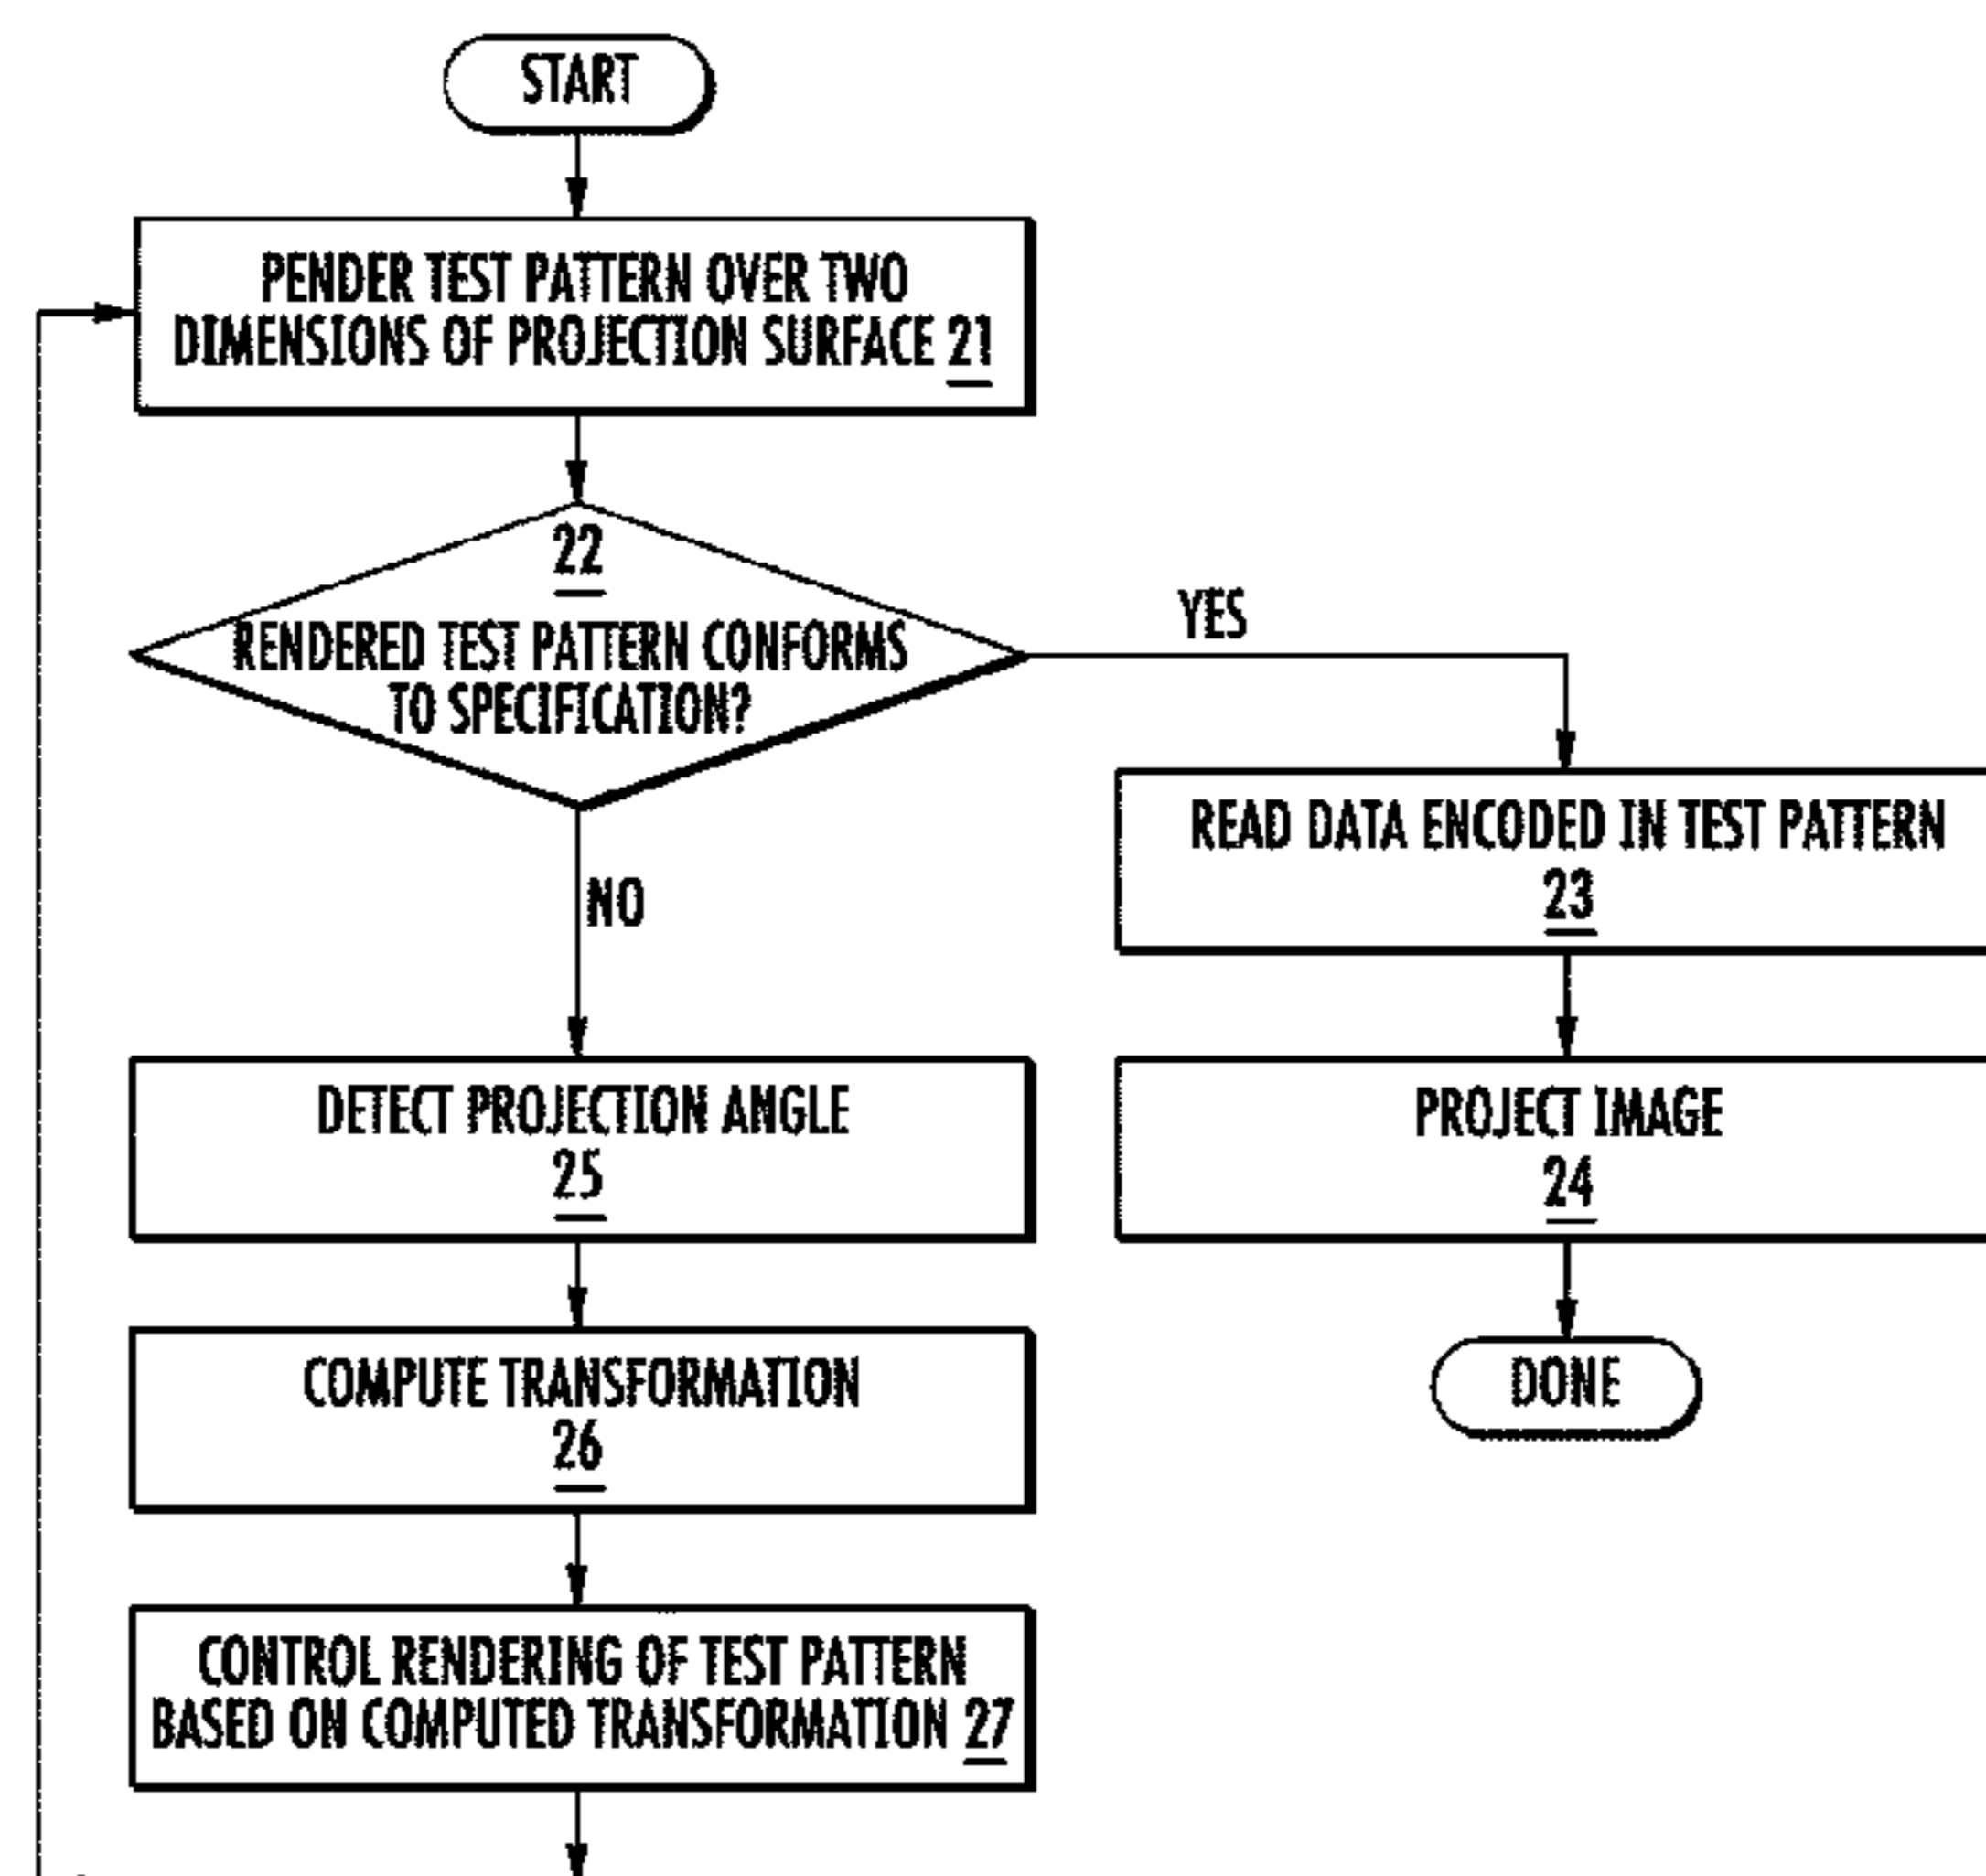 START
PENDER TEST PATTERN OVER TWO
DIMENSIONS OF PROJECTION SURFACE 21
22
RENDERED TEST PATTERN CONFORMS
TO SPECIFICATION?
YES
NO
READ DATA ENCODED IN TEST PATTERN
23
DETECT PROJECTION ANGLE
25
PROJECT IMAGE
24
COMPUTE TRANSFORMATION
26
DONE
CONTROL RENDERING OF TEST PATTERN
BASED ON COMPUTED TRANSFORMATION 27